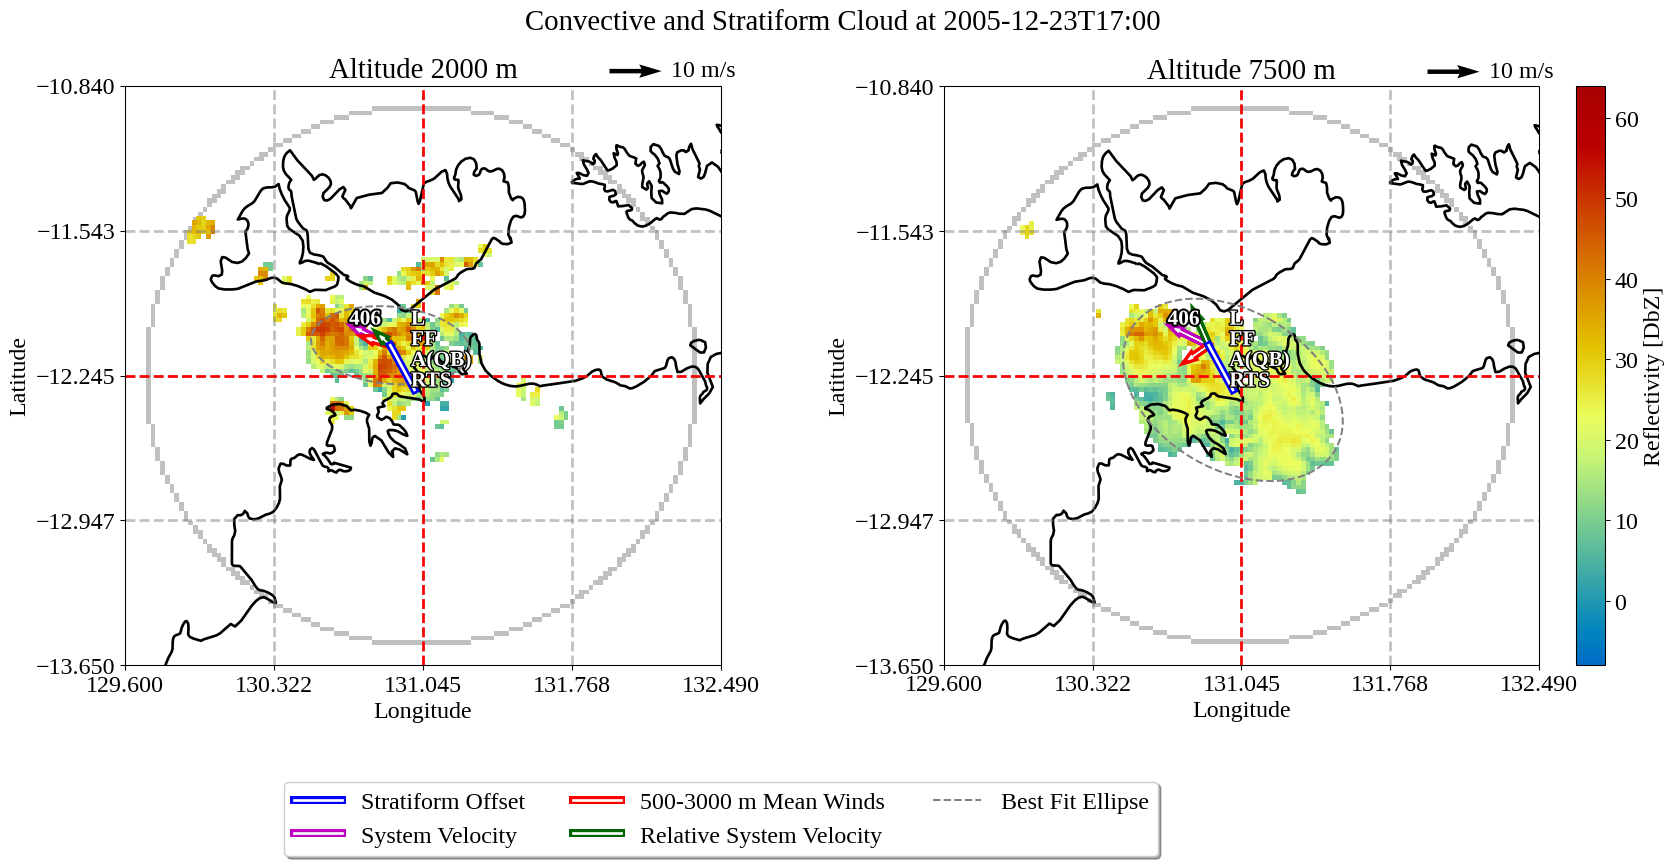 Convective and Stratiform Cloud at 2005-12-23T17:00
Altitude 2000 m
10 m/s
−10.840
−11.543
−12.245
−12.947
−13.650
Latitude
129.600
130.322
131.045
131.768
132.490
Longitude
406
L
FF
A(QB)
RTS
Altitude 7500 m
10 m/s
−10.840
−11.543
−12.245
−12.947
−13.650
Latitude
129.600
130.322
131.045
131.768
132.490
Longitude
406
L
FF
A(QB)
RTS
60
50
40
30
20
10
0
Reflectivity [DbZ]
Stratiform Offset
System Velocity
500-3000 m Mean Winds
Relative System Velocity
Best Fit Ellipse